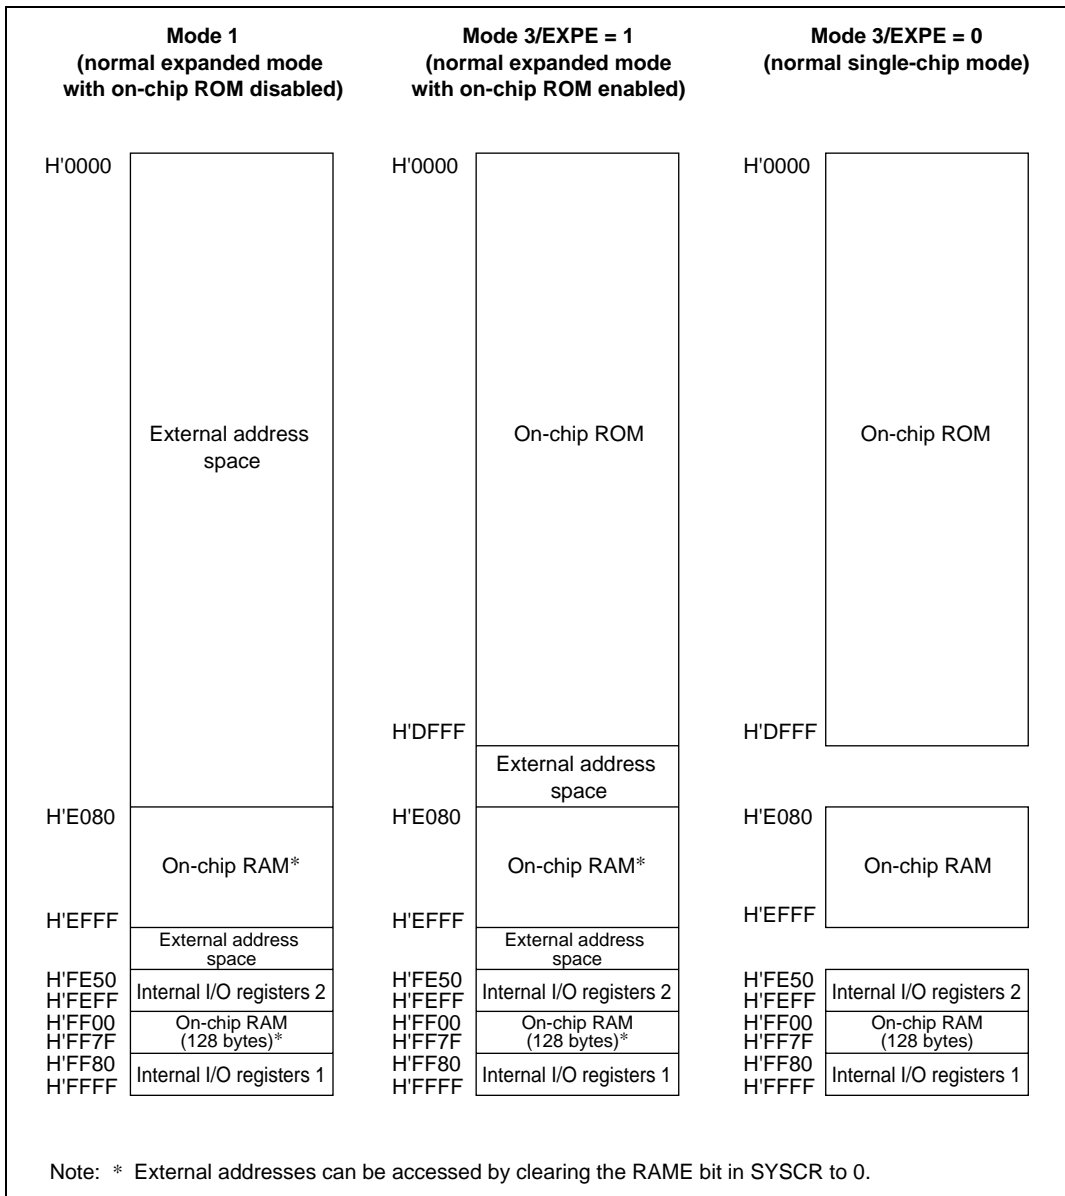 Mode 1
(normal expanded mode
with on-chip ROM disabled)
H'0000
External address
space
H'E080
On-chip RAM*
H'EFFF
External address
space
H'FE50
H'FEFF
Internal I/O registers 2
H'FF00
H'FF7F
On-chip RAM
(128 bytes)*
H'FF80
H'FFFF
Internal I/O registers 1
Mode 3/EXPE = 1
(normal expanded mode
with on-chip ROM enabled)
H'0000
On-chip ROM
H'DFFF
External address
space
H'E080
On-chip RAM*
H'EFFF
External address
space
H'FE50
H'FEFF
Internal I/O registers 2
H'FF00
H'FF7F
On-chip RAM
(128 bytes)*
H'FF80
H'FFFF
Internal I/O registers 1
Mode 3/EXPE = 0
(normal single-chip mode)
H'0000
On-chip ROM
H'DFFF
H'E080
On-chip RAM
H'EFFF
H'FE50
H'FEFF
Internal I/O registers 2
H'FF00
H'FF7F
On-chip RAM
(128 bytes)
H'FF80
H'FFFF
Internal I/O registers 1
Note: * External addresses can be accessed by clearing the RAME bit in SYSCR to 0.